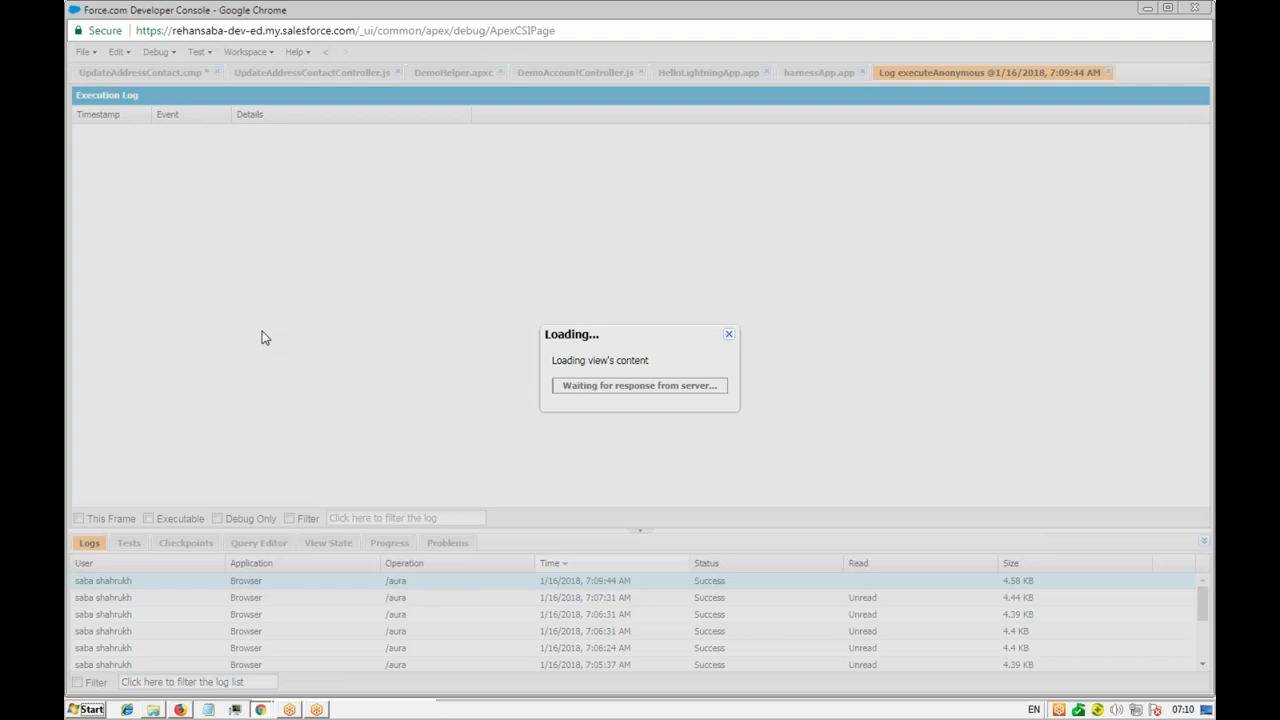 Force.com Developer Console - Google Chrome
Secure https://rehansaba-dev-ed.my.salesforce.com/_ui/common/apex/debug/ApexCSIPage
File Edit Debug Test Workspace Help < >
UpdateAddressContact.cmp * UpdateAddressContactController.js DemoHelper.apxc DemoAccountController.js HelloLightningApp.app harnessApp.app Log executeAnonymous @1/16/2018, 7:09:44 AM
Execution Log
Timestamp Event Details
Loading...
Loading view's content
Waiting for response from server...
This Frame Executable Debug Only Filter Click here to filter the log
Logs Tests Checkpoints Query Editor View State Progress Problems
User Application Operation Time Status Read Size
saba shahrukh Browser /aura 1/16/2018, 7:09:44 AM Success 4.58 KB
saba shahrukh Browser /aura 1/16/2018, 7:07:31 AM Success Unread 4.44 KB
saba shahrukh Browser /aura 1/16/2018, 7:06:31 AM Success Unread 4.39 KB
saba shahrukh Browser /aura 1/16/2018, 7:06:31 AM Success Unread 4.4 KB
saba shahrukh Browser /aura 1/16/2018, 7:06:24 AM Success Unread 4.4 KB
saba shahrukh Browser /aura 1/16/2018, 7:05:37 AM Success Unread 4.39 KB
Filter Click here to filter the log list
Start EN 07:10